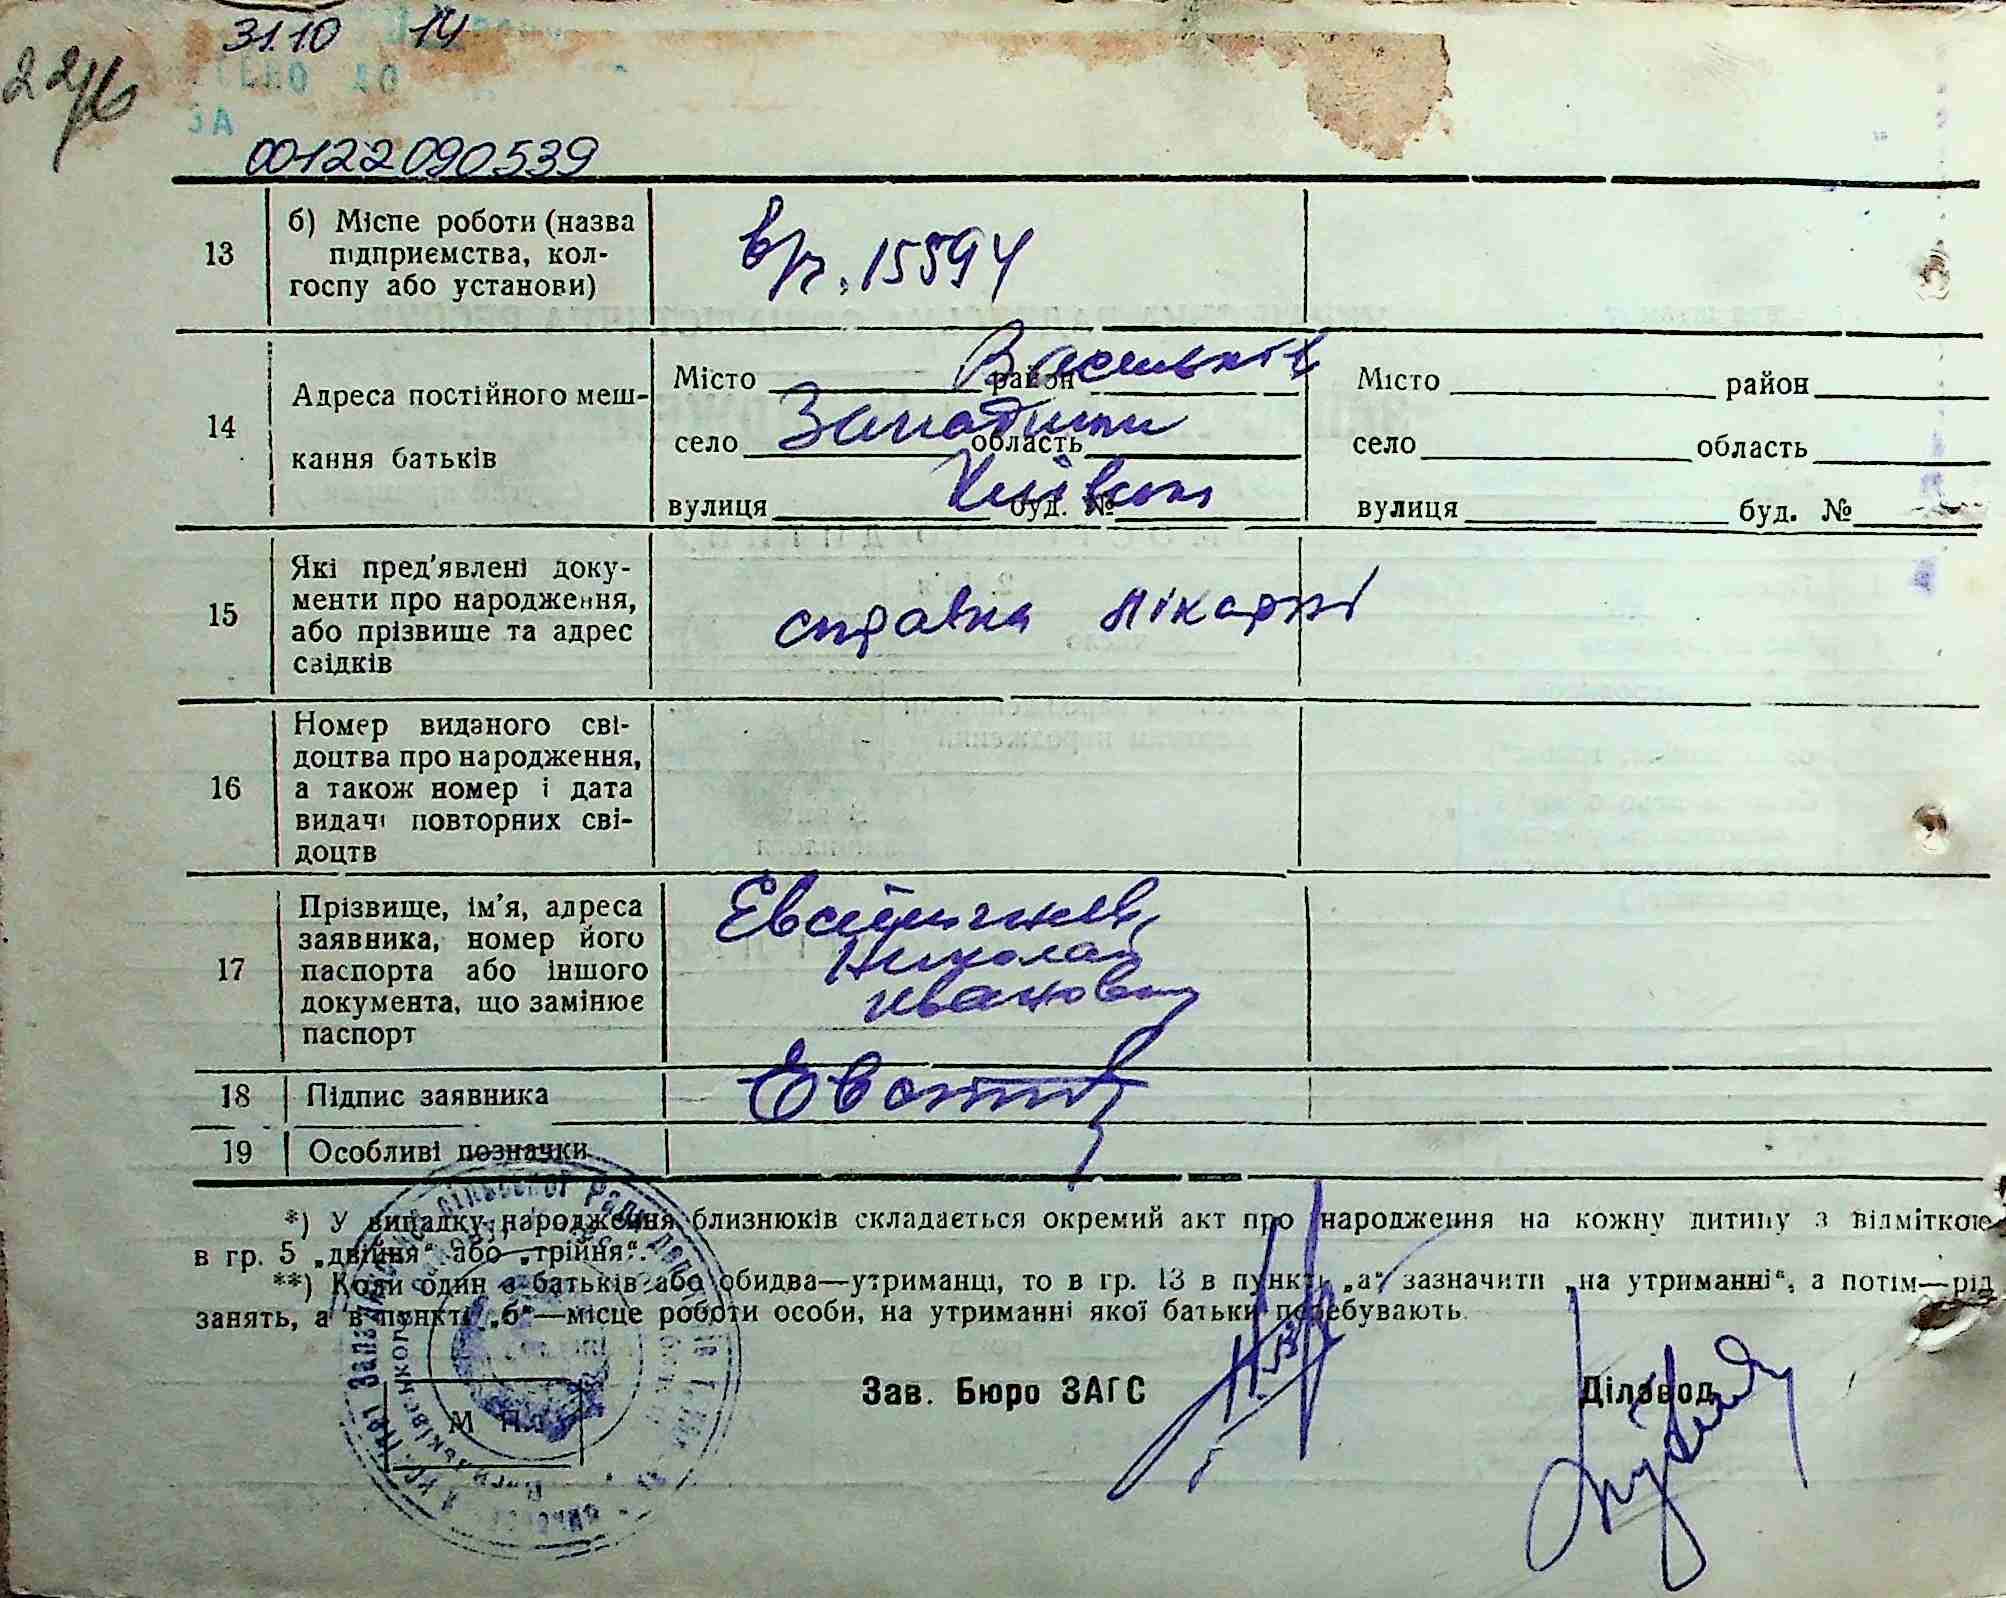 31.10 14
22/6
00122090539
13
б) Місце роботи (назва
підприємства, кол-
госпу або установи)
в/ч. 15594
14
Адреса постійного меш-
кання батьків
Місто район Васильків
село область
вулиця буд. №
Київська
Місто район
село область
вулиця буд. №
15
Які пред'явлені доку-
менти про народження,
або прізвище та адрес
свідків
справка лікарні
16
Номер виданого сві-
доцтва про народження,
а також номер і дата
видачі повторних сві-
доцтв
17
Прізвище, ім'я, адреса
заявника, номер його
паспорта або іншого
документа, що замінює
паспорт
Николай
Иванович
18 Підпис заявника
19 Особливі позначки
*) У випадку народження близнюків складається окремий акт про народження на кожну дитину з відміткою
в гр. 5 „двійня“ або „трійня“.
**) Коли один з батьків або обидва—утриманці, то в гр. 13 в пункті „а“ зазначити „на утриманні“, а потім—рід
занять, а в пункті „б“—місце роботи особи, на утриманні якої батьки перебувають.
Зав. Бюро ЗАГС
Діловод
М. П.